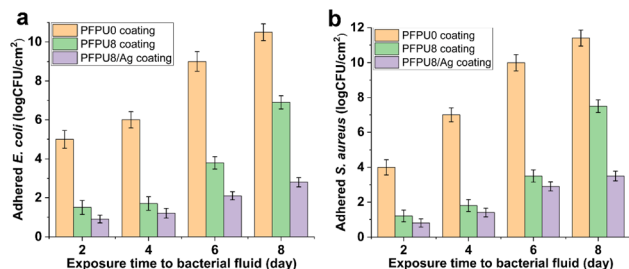 a
Adhered E. coli (logCFU/cm²)
10
8
6
4
2
0
PFPU0 coating
PFPU8 coating
PFPU8/Ag coating
2 4 6 8
Exposure time to bacterial fluid (day)
b
Adhered S. aureus (logCFU/cm²)
12
10
8
6
4
2
0
PFPU0 coating
PFPU8 coating
PFPU8/Ag coating
2 4 6 8
Exposure time to bacterial fluid (day)